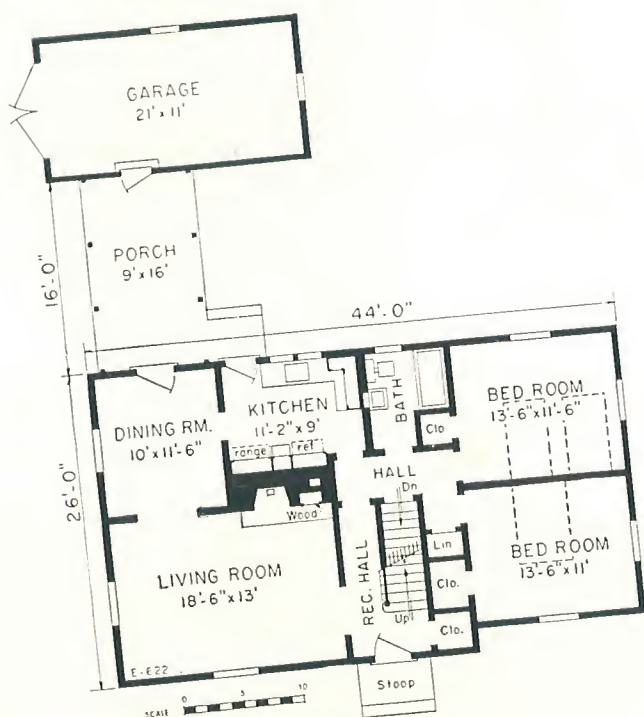 GARAGE
21' x 11'
PORCH
9' x 16'
16'-0"
44'-0"
26'-0"
DINING RM.
10' x 11'-6"
KITCHEN
11'-2" x 9'
range
ref.
BATH
Clo
BED ROOM
13'-6" x 11'-6"
HALL
Dn
Wood
LIVING ROOM
18'-6" x 13'
REC. HALL
Up
Lin
Clo.
Clo.
BED ROOM
13'-6" x 11'
E-622
Stoop
SCALE 0 5 10